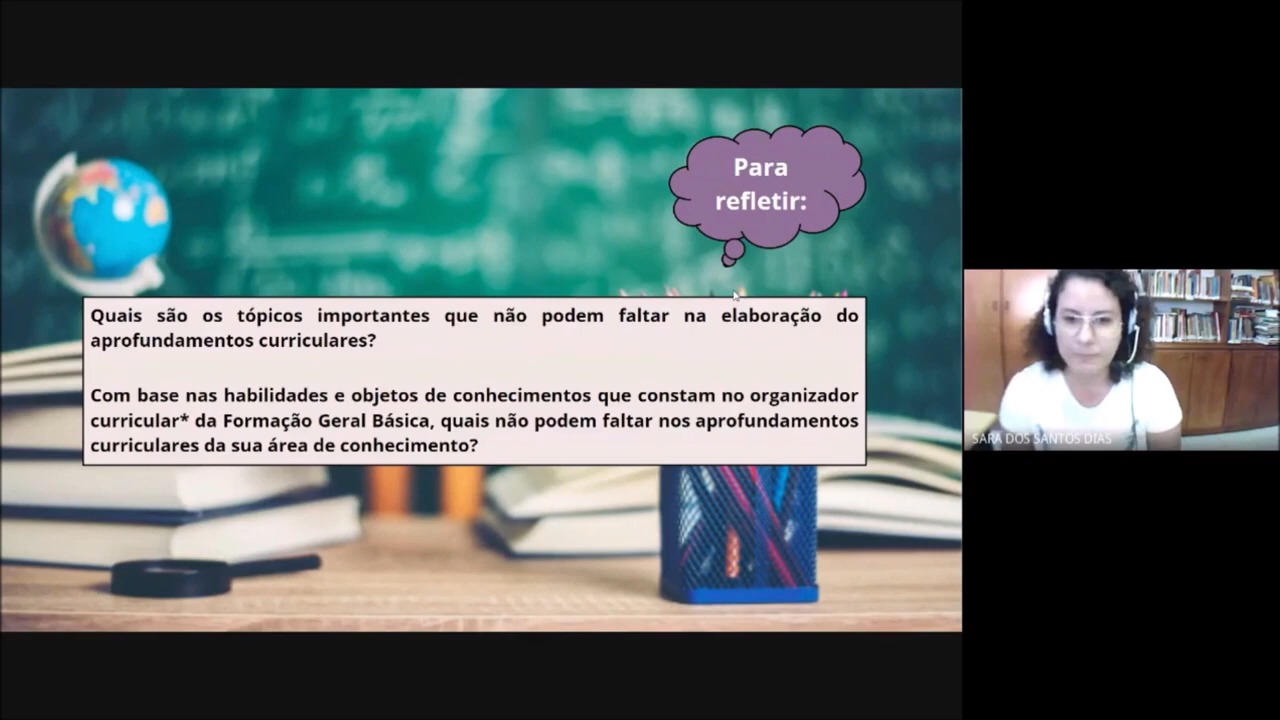 Para
refletir:
Quais são os tópicos importantes que não podem faltar na elaboração do
aprofundamentos curriculares?
Com base nas habilidades e objetos de conhecimentos que constam no organizador
curricular* da Formação Geral Básica, quais não podem faltar nos aprofundamentos
curriculares da sua área de conhecimento?
SARA DOS SANTOS DIAS